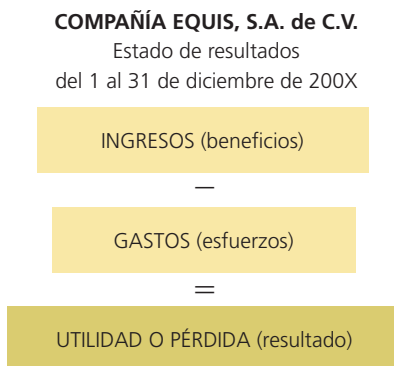 COMPAÑÍA EQUIS, S.A. de C.V.
Estado de resultados
del 1 al 31 de diciembre de 200X
INGRESOS (beneficios)
—
GASTOS (esfuerzos)
=
UTILIDAD O PÉRDIDA (resultado)